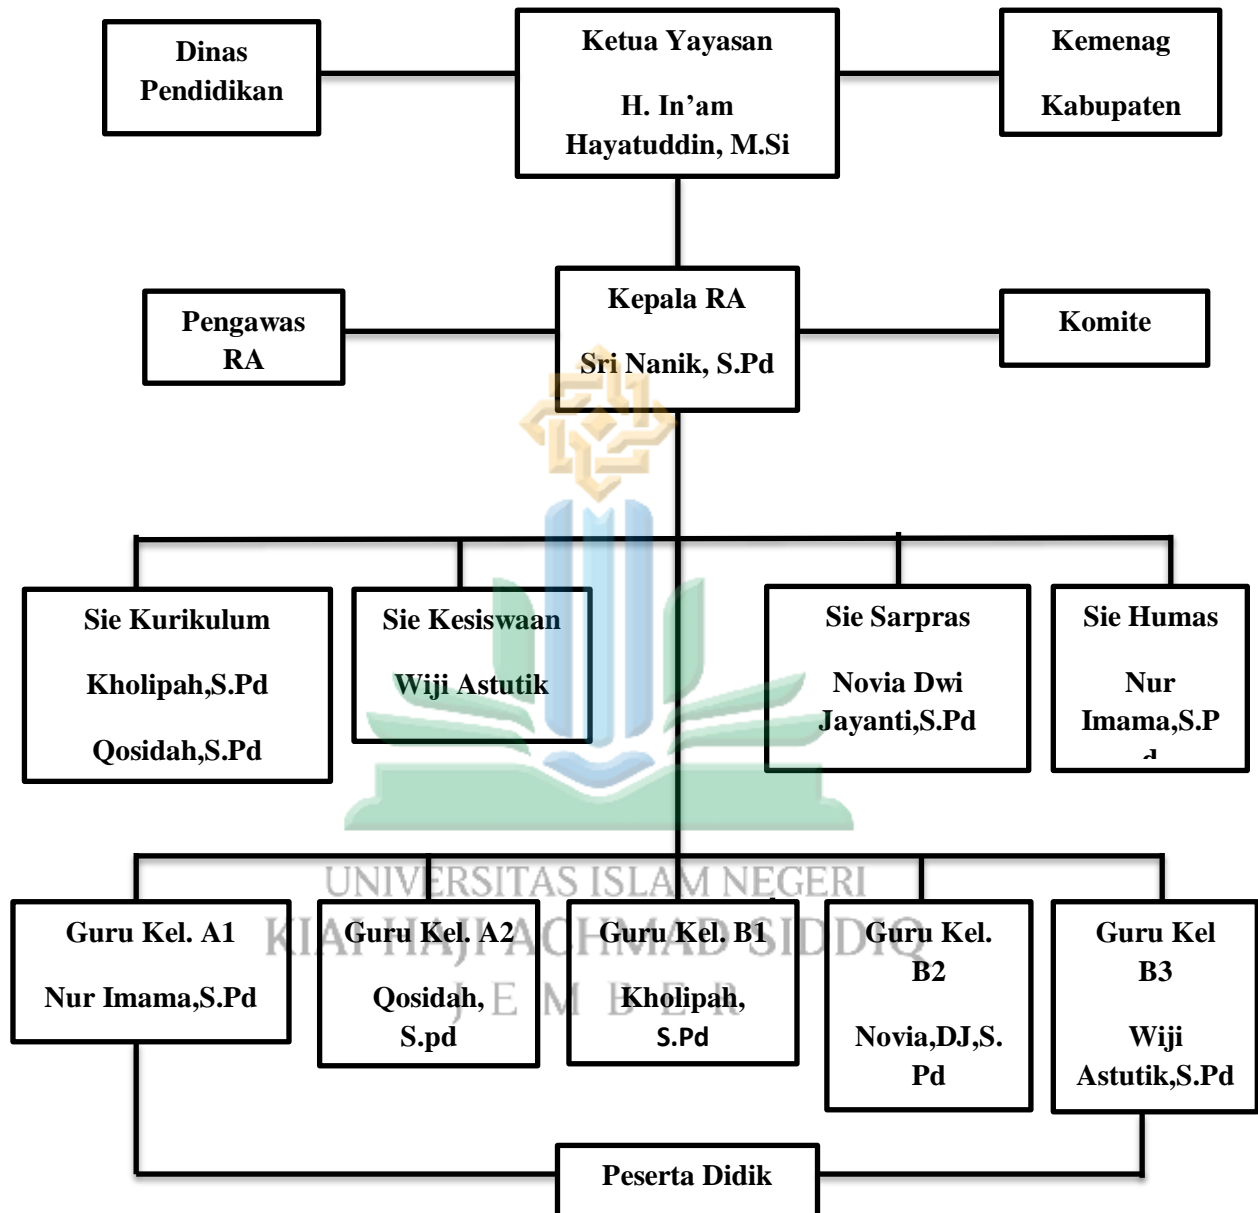 Dinas
Pendidikan
Ketua Yayasan
H. In’am
Hayatuddin, M.Si
Kemenag
Kabupaten
Pengawas
RA
Kepala RA
Sri Nanik, S.Pd
Komite
Sie Kurikulum
Kholipah,S.Pd
Qosidah,S.Pd
Sie Kesiswaan
Wiji Astutik
Sie Sarpras
Novia Dwi
Jayanti,S.Pd
Sie Humas
Nur
Imama,S.P
d
UNIVERSITAS ISLAM NEGERI
KIAI HAJI ACHMAD SIDDIQ
JEMBER
Guru Kel. A1
Nur Imama,S.Pd
Guru Kel. A2
Qosidah,
S.pd
Guru Kel. B1
Kholipah,
S.Pd
Guru Kel.
B2
Novia,DJ,S.
Pd
Guru Kel
B3
Wiji
Astutik,S.Pd
Peserta Didik